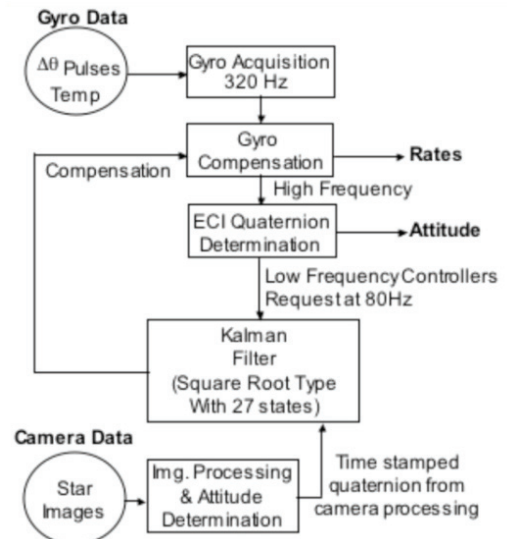 Gyro Data
Δθ Pulses
Temp
Gyro Acquisition
320 Hz
Gyro
Compensation
Rates
Compensation
High Frequency
ECI Quaternion
Determination
Attitude
Low Frequency Controllers
Request at 80Hz
Kalman
Filter
(Square Root Type
With 27 states)
Camera Data
Star
Images
Img. Processing
& Attitude
Determination
Time stamped
quaternion from
camera processing